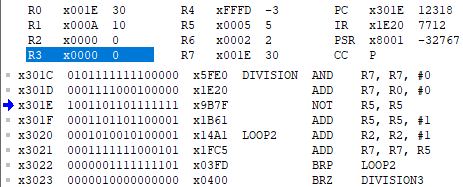 R0 x001E 30 R4 xFFFD -3 PC x301E 12318
R1 x000A 10 R5 x0005 5 IR x1E20 7712
R2 x0000 0 R6 x0002 2 PSR x8001 -32767
R3 x0000 0 R7 x001E 30 CC P
x301C 0101111111100000 x5FE0 DIVISION AND R7, R7, #0
x301D 0001111000100000 x1E20 ADD R7, R0, #0
x301E 1001101101111111 x9B7F NOT R5, R5
x301F 0001101101100001 x1B61 ADD R5, R5, #1
x3020 0001010010100001 x14A1 LOOP2 ADD R2, R2, #1
x3021 0001111111000101 x1FC5 ADD R7, R7, R5
x3022 0000001111111101 x03FD BRP LOOP2
x3023 0000010000000000 x0400 BRZ DIVISION3